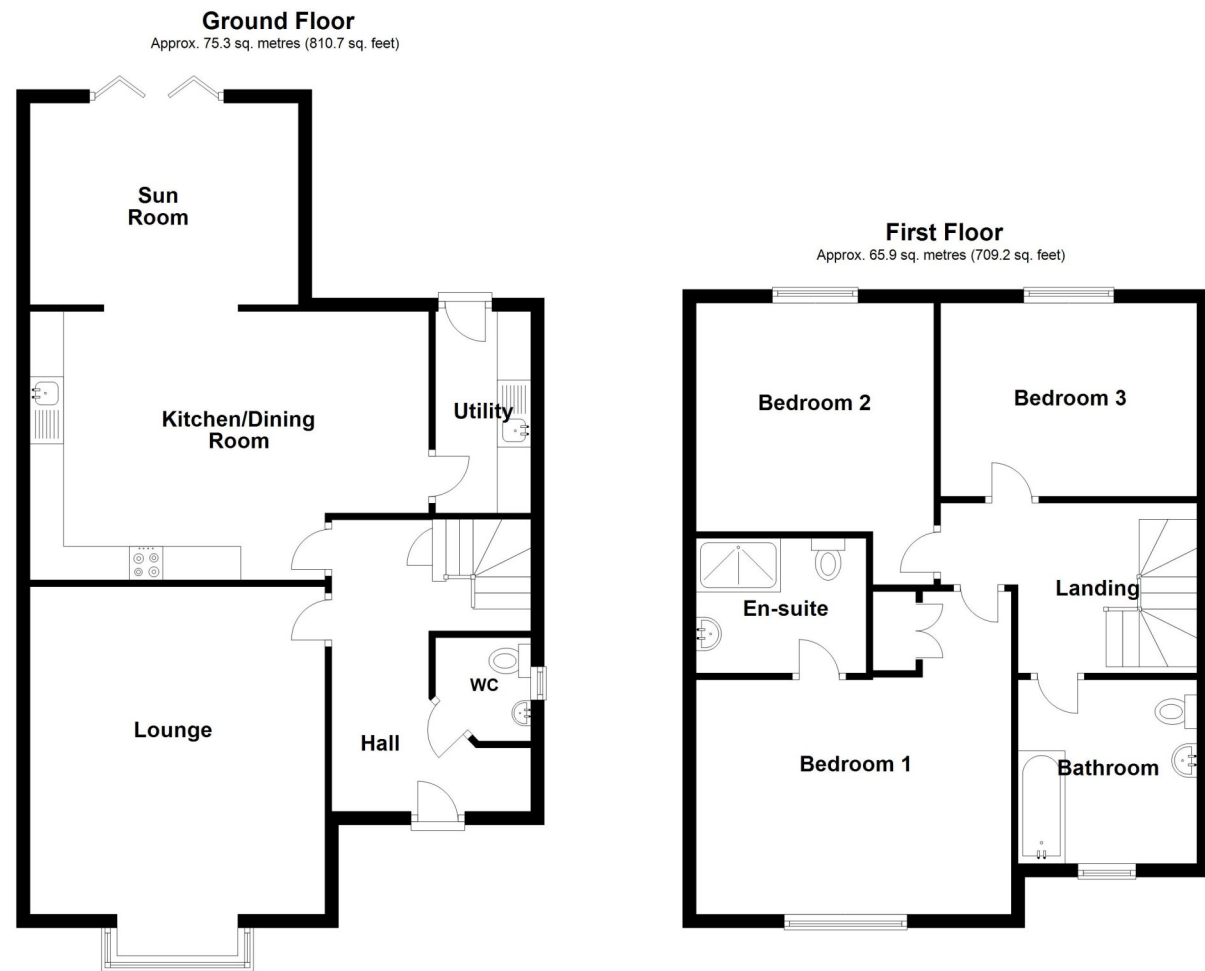 Ground Floor
Approx. 75.3 sq. metres (810.7 sq. feet)
Sun
Room
Kitchen/Dining
Room
Utility
WC
Lounge
Hall
First Floor
Approx. 65.9 sq. metres (709.2 sq. feet)
Bedroom 2
Bedroom 3
En-suite
Landing
Bedroom 1
Bathroom